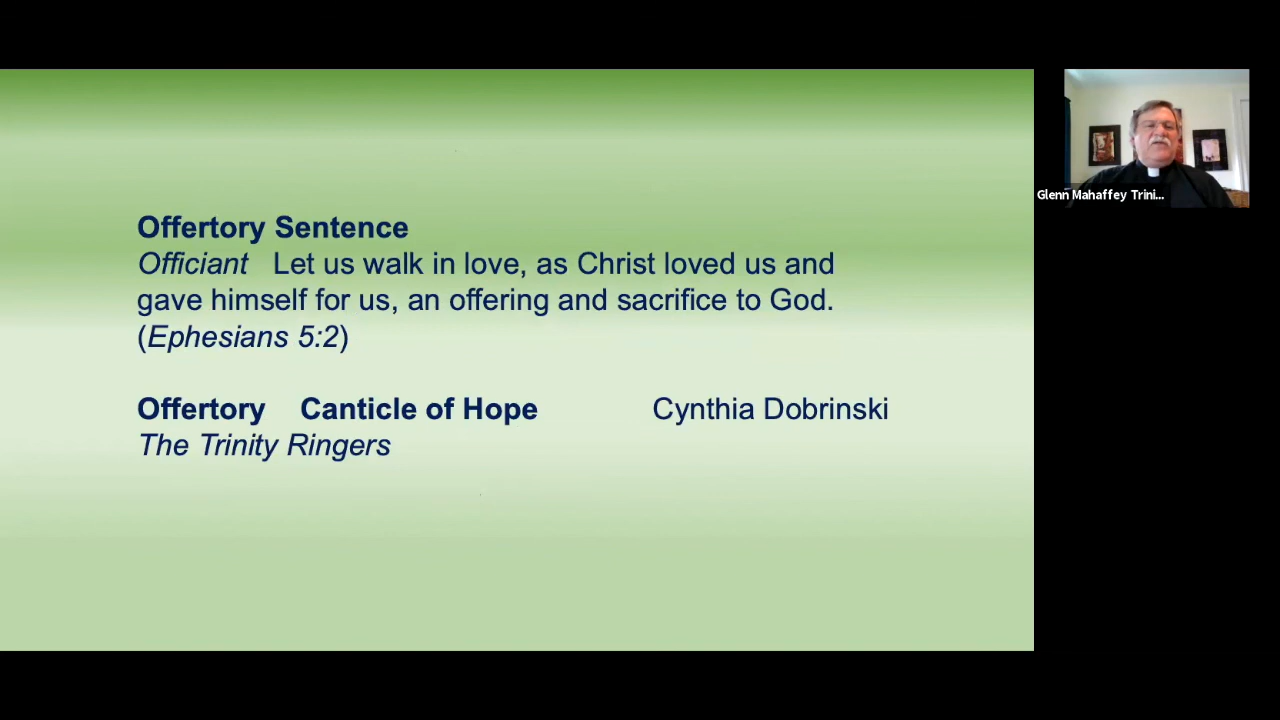 Offertory Sentence
Officiant Let us walk in love, as Christ loved us and
gave himself for us, an offering and sacrifice to God.
(Ephesians 5:2)
Offertory Canticle of Hope Cynthia Dobrinski
The Trinity Ringers
Glenn Mahaffey Trini...